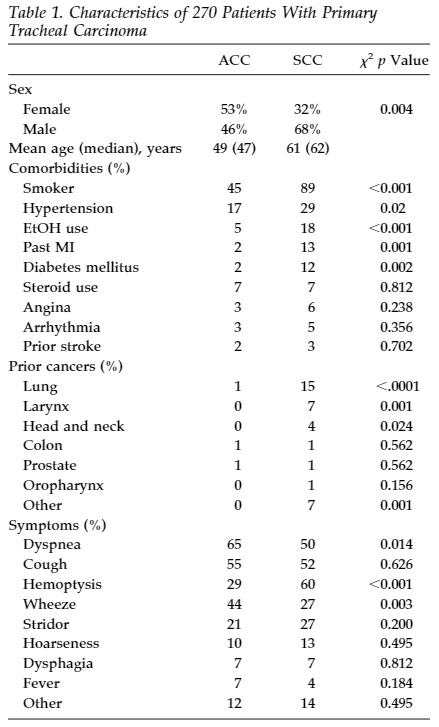 Table 1. Characteristics of 270 Patients With Primary
Tracheal Carcinoma
ACC SCC χ² p Value
Sex
Female 53% 32% 0.004
Male 46% 68%
Mean age (median), years 49 (47) 61 (62)
Comorbidities (%)
Smoker 45 89 <0.001
Hypertension 17 29 0.02
EtOH use 5 18 <0.001
Past MI 2 13 0.001
Diabetes mellitus 2 12 0.002
Steroid use 7 7 0.812
Angina 3 6 0.238
Arrhythmia 3 5 0.356
Prior stroke 2 3 0.702
Prior cancers (%)
Lung 1 15 <.0001
Larynx 0 7 0.001
Head and neck 0 4 0.024
Colon 1 1 0.562
Prostate 1 1 0.562
Oropharynx 0 1 0.156
Other 0 7 0.001
Symptoms (%)
Dyspnea 65 50 0.014
Cough 55 52 0.626
Hemoptysis 29 60 <0.001
Wheeze 44 27 0.003
Stridor 21 27 0.200
Hoarseness 10 13 0.495
Dysphagia 7 7 0.812
Fever 7 4 0.184
Other 12 14 0.495